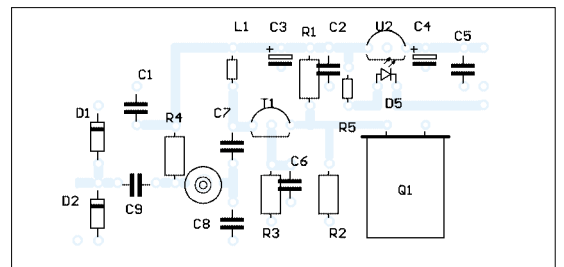 L1 C3 R1 C2 U2 C4 C5
+ +
C1
D1 R4 C7 T1 D5
R5
C6 Q1
D2 C9 C8 R3 R2